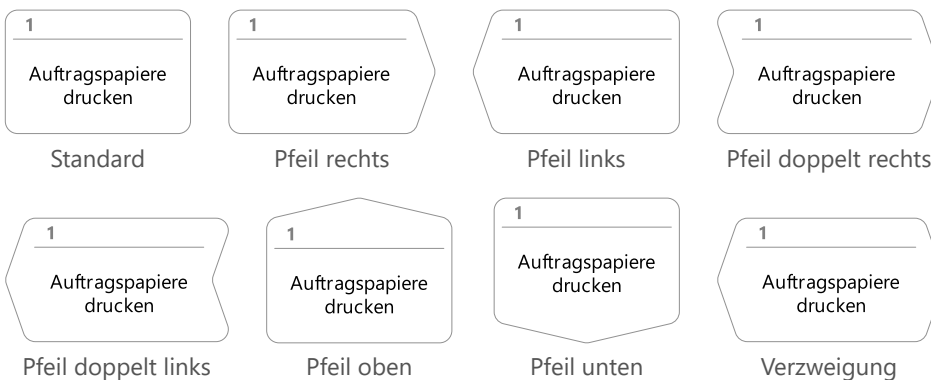 1
Auftragspapiere
drucken
Standard
1
Auftragspapiere
drucken
Pfeil rechts
1
Auftragspapiere
drucken
Pfeil links
1
Auftragspapiere
drucken
Pfeil doppelt rechts
1
Auftragspapiere
drucken
Pfeil doppelt links
1
Auftragspapiere
drucken
Pfeil oben
1
Auftragspapiere
drucken
Pfeil unten
1
Auftragspapiere
drucken
Verzweigung